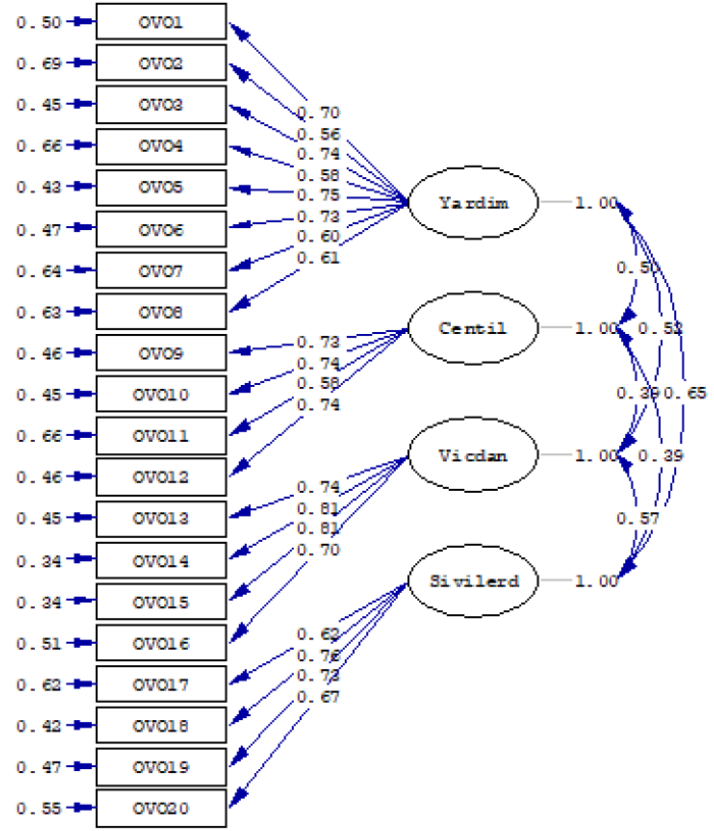 0.50 OVO1
0.69 OVO2
0.45 OVO3
0.66 OVO4
0.43 OVO5
0.47 OVO6
0.64 OVO7
0.63 OVO8
0.46 OVO9
0.45 OVO10
0.66 OVO11
0.46 OVO12
0.45 OVO13
0.34 OVO14
0.34 OVO15
0.51 OVO16
0.62 OVO17
0.42 OVO18
0.47 OVO19
0.55 OVO20
0.70
0.56
0.74
0.58
0.75
0.73
0.60
0.61
0.73
0.74
0.58
0.74
0.74
0.81
0.81
0.70
0.62
0.76
0.73
0.67
Yardim 1.00
Centil 1.00
Vicdan 1.00
Sivilerd 1.00
0.50
0.52
0.39 0.65
0.39
0.57